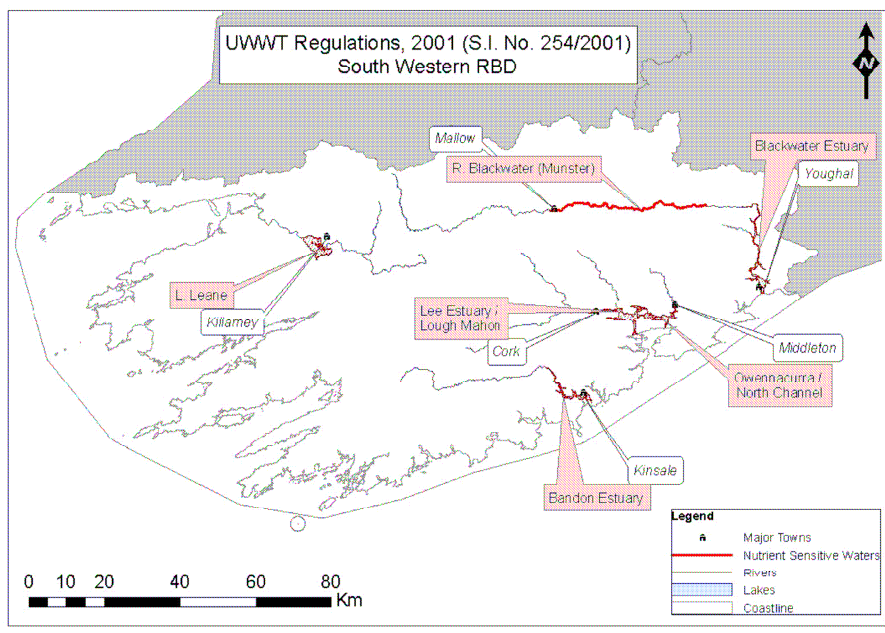 UWWT Regulations, 2001 (S.I. No. 254/2001)
South Western RBD
N
Mallow
R. Blackwater (Munster)
Blackwater Estuary
Youghal
L. Leane
Killarney
Lee Estuary /
Lough Mahon
Cork
Middleton
Owennacurra /
North Channel
Kinsale
Bandon Estuary
Legend
Major Towns
Nutrient Sensitive Waters
Rivers
Lakes
Coastline
0 10 20 40 60 80
Km